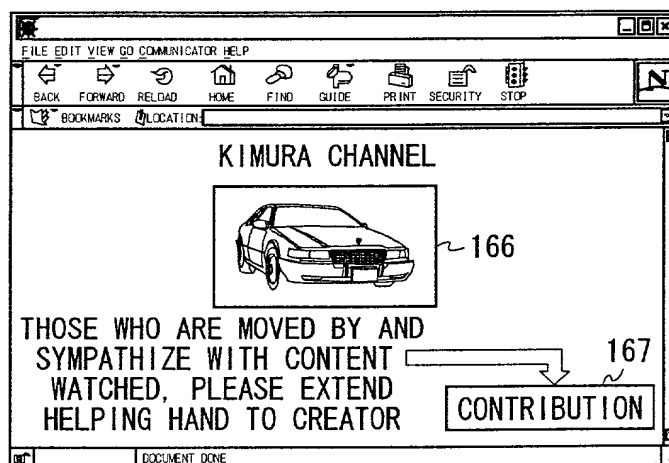 FILE EDIT VIEW GO COMMUNICATOR HELP
BACK FORWARD RELOAD HOME FIND GUIDE PRINT SECURITY STOP
N
BOOKMARKS LOCATION:
KIMURA CHANNEL
166
THOSE WHO ARE MOVED BY AND
SYMPATHIZE WITH CONTENT
WATCHED, PLEASE EXTEND
HELPING HAND TO CREATOR
167
CONTRIBUTION
DOCUMENT DONE